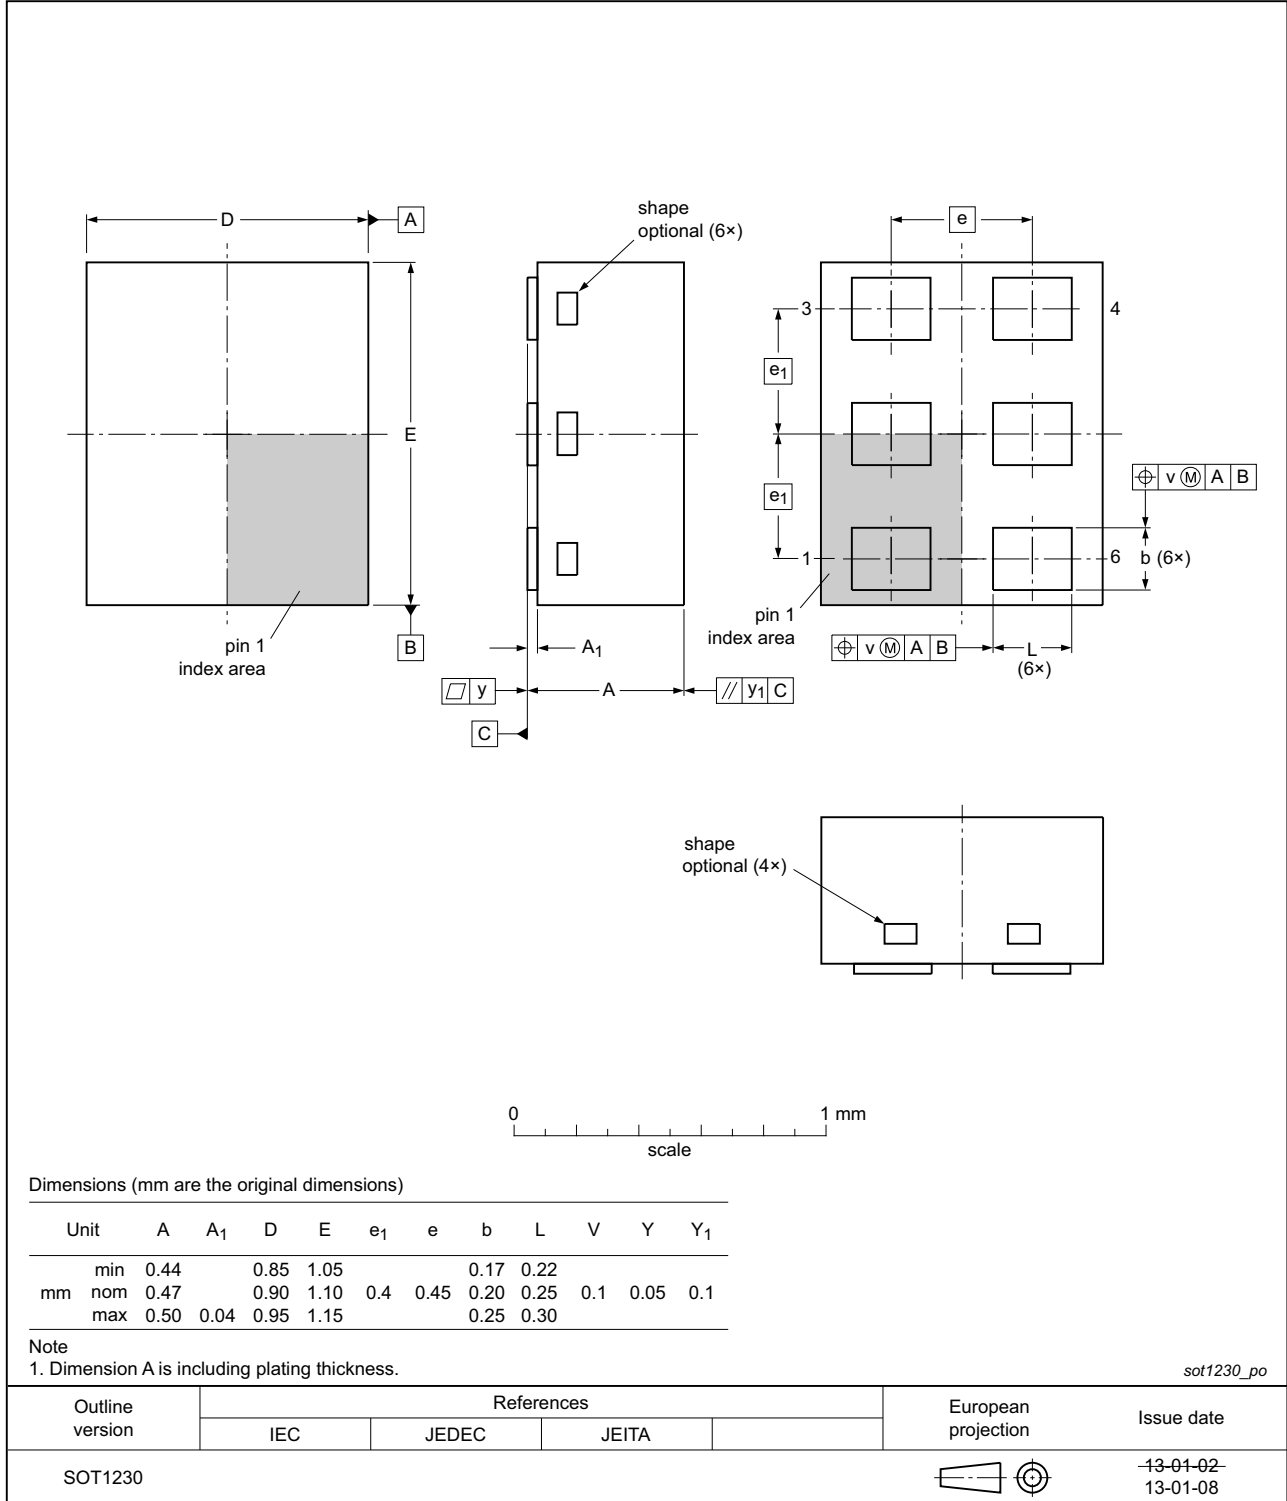 D
A
shape
optional (6×)
e
3
4
e1
E
e1
⌖ v Ⓜ A B
1
6
b (6×)
pin 1
index area
B
A1
pin 1
index area
⌖ v Ⓜ A B
L
(6×)
⏥ y
A
// y1 C
C
shape
optional (4×)
0
1 mm
scale
Dimensions (mm are the original dimensions)
Unit A A1 D E e1 e b L V Y Y1
min 0.44 0.85 1.05 0.17 0.22
mm nom 0.47 0.90 1.10 0.4 0.45 0.20 0.25 0.1 0.05 0.1
max 0.50 0.04 0.95 1.15 0.25 0.30
Note
1. Dimension A is including plating thickness.
sot1230_po
Outline
version
References
IEC JEDEC JEITA
European
projection
Issue date
SOT1230
13-01-02
13-01-08